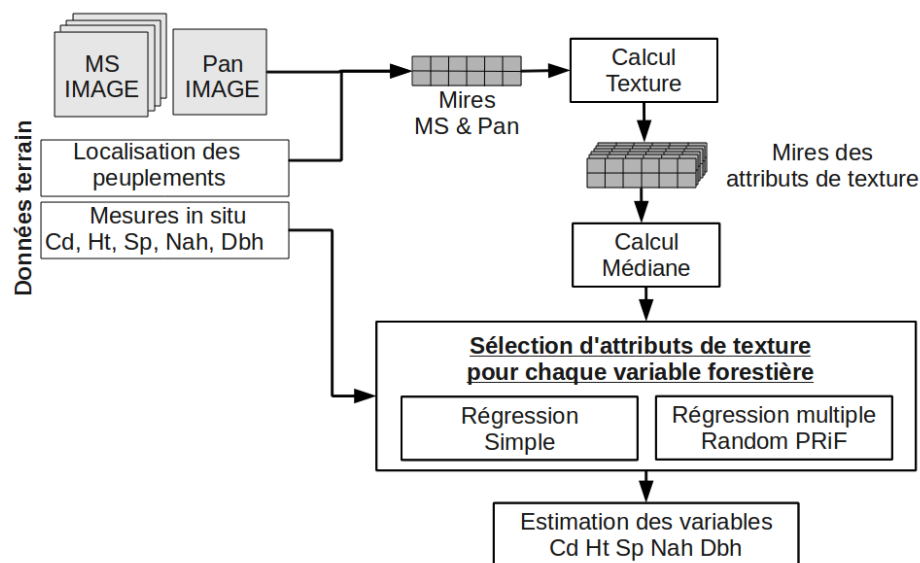 MS
IMAGE
Pan
IMAGE
Mires
MS & Pan
Calcul
Texture
Données terrain
Localisation des
peuplements
Mires des
attributs de texture
Mesures in situ
Cd, Ht, Sp, Nah, Dbh
Calcul
Médiane
Sélection d'attributs de texture
pour chaque variable forestière
Régression
Simple
Régression multiple
Random PRiF
Estimation des variables
Cd Ht Sp Nah Dbh